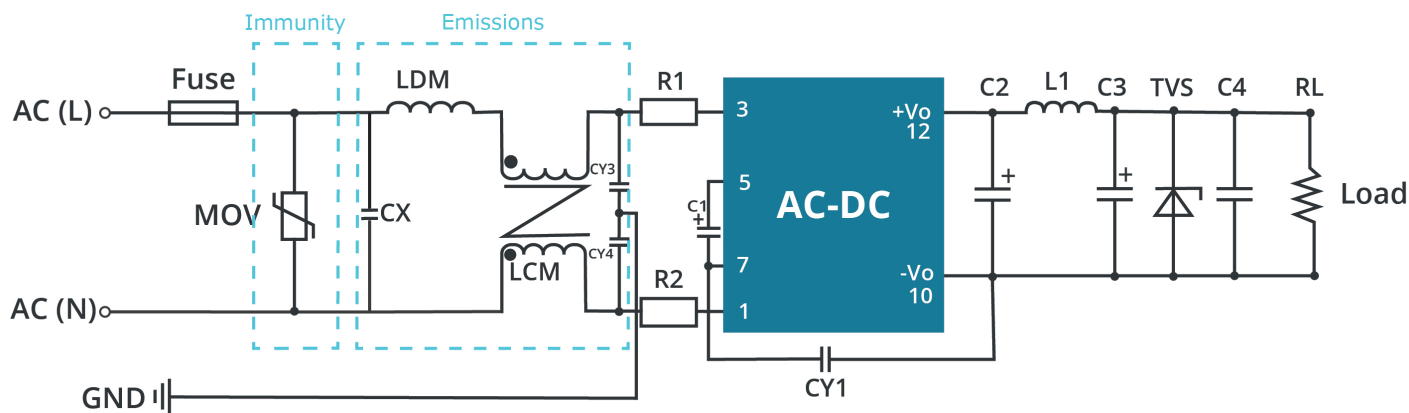 Immunity
Emissions
Fuse
LDM
R1
C2
L1
C3
TVS
C4
RL
AC (L)
3
+Vo
12
CY3
5
MOV
CX
C1
+
AC-DC
+
+
Load
CY4
LCM
7
-Vo
R2
10
AC (N)
1
CY1
GND